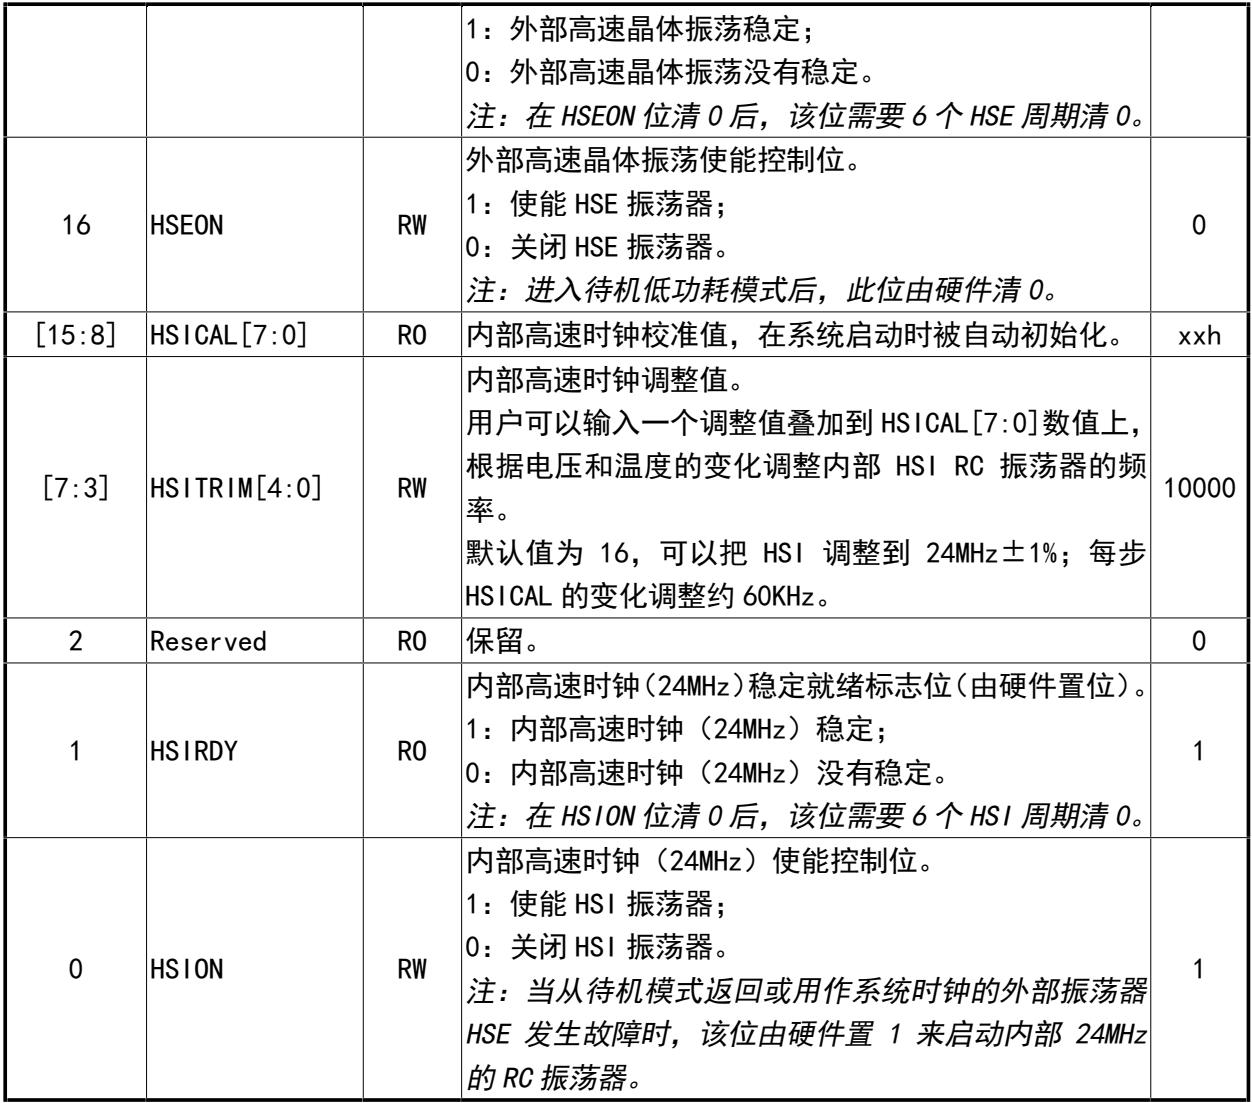 1：外部高速晶体振荡稳定；
0：外部高速晶体振荡没有稳定。
注：在 HSEON 位清 0 后，该位需要 6 个 HSE 周期清 0。
16 HSEON RW 外部高速晶体振荡使能控制位。
1：使能 HSE 振荡器；
0：关闭 HSE 振荡器。
注：进入待机低功耗模式后，此位由硬件清 0。
0
[15:8] HSICAL[7:0] RO 内部高速时钟校准值，在系统启动时被自动初始化。 xxh
[7:3] HSITRIM[4:0] RW 内部高速时钟调整值。
用户可以输入一个调整值叠加到 HSICAL[7:0]数值上，
根据电压和温度的变化调整内部 HSI RC 振荡器的频
率。
默认值为 16，可以把 HSI 调整到 24MHz±1%；每步
HSICAL 的变化调整约 60KHz。
10000
2 Reserved RO 保留。 0
1 HSIRDY RO 内部高速时钟(24MHz)稳定就绪标志位(由硬件置位)。
1：内部高速时钟（24MHz）稳定；
0：内部高速时钟（24MHz）没有稳定。
注：在 HSION 位清 0 后，该位需要 6 个 HSI 周期清 0。
1
0 HSION RW 内部高速时钟（24MHz）使能控制位。
1：使能 HSI 振荡器；
0：关闭 HSI 振荡器。
注：当从待机模式返回或用作系统时钟的外部振荡器
HSE 发生故障时，该位由硬件置 1 来启动内部 24MHz
的 RC 振荡器。
1